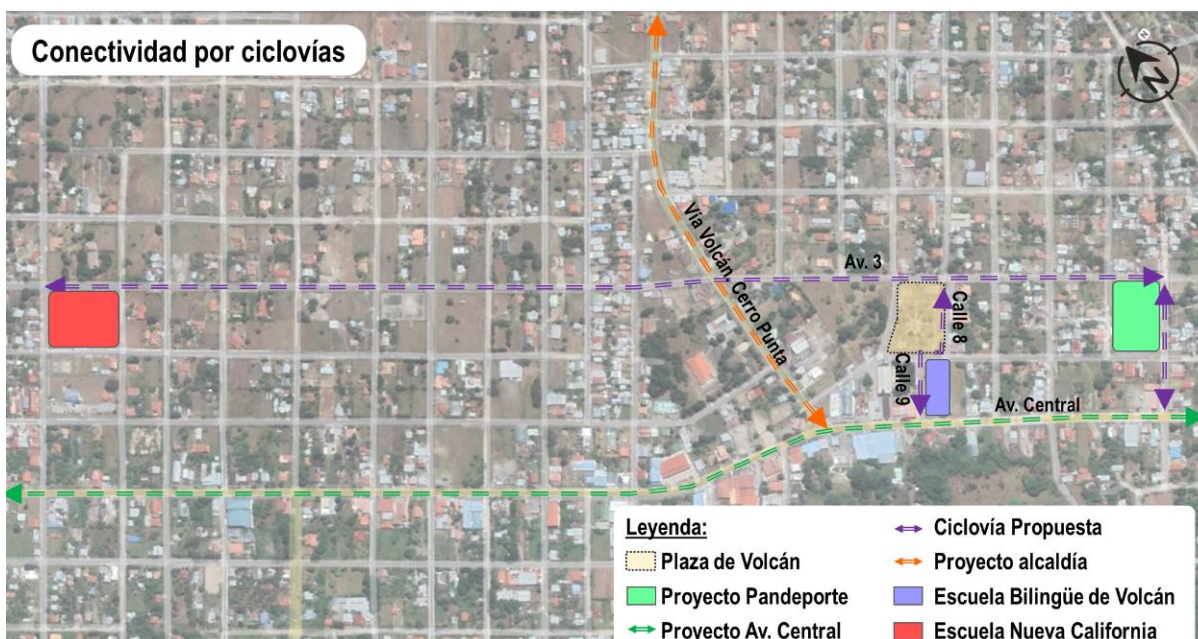 Conectividad por ciclovías
N
Vía Volcán, Cerro Punta
Av. 3
Calle 8
Calle 9
Av. Central
Leyenda:
Plaza de Volcán
Proyecto Pandeporte
Proyecto Av. Central
Ciclovía Propuesta
Proyecto alcaldía
Escuela Bilingüe de Volcán
Escuela Nueva California